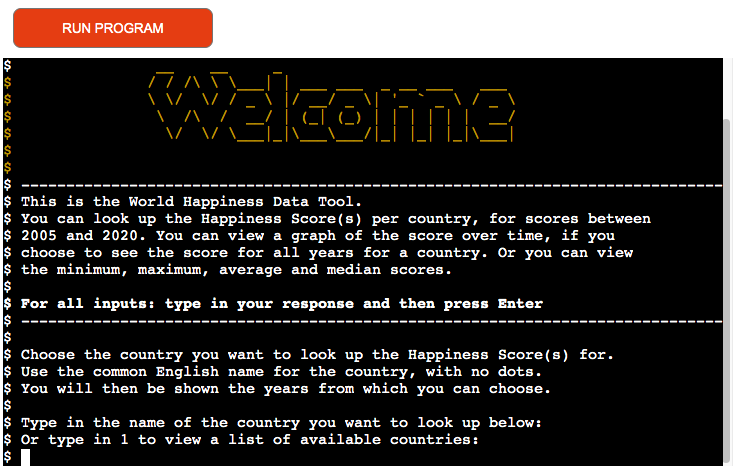 RUN PROGRAM
$
$
$ Welcome
$
$
$
$
$ --------------------------------------------------------------------------------
$ This is the World Happiness Data Tool.
$ You can look up the Happiness Score(s) per country, for scores between
$ 2005 and 2020. You can view a graph of the score over time, if you
$ choose to see the score for all years for a country. Or you can view
$ the minimum, maximum, average and median scores.
$
$ For all inputs: type in your response and then press Enter
$ --------------------------------------------------------------------------------
$
$ Choose the country you want to look up the Happiness Score(s) for.
$ Use the common English name for the country, with no dots.
$ You will then be shown the years from which you can choose.
$
$ Type in the name of the country you want to look up below:
$ Or type in 1 to view a list of available countries:
$